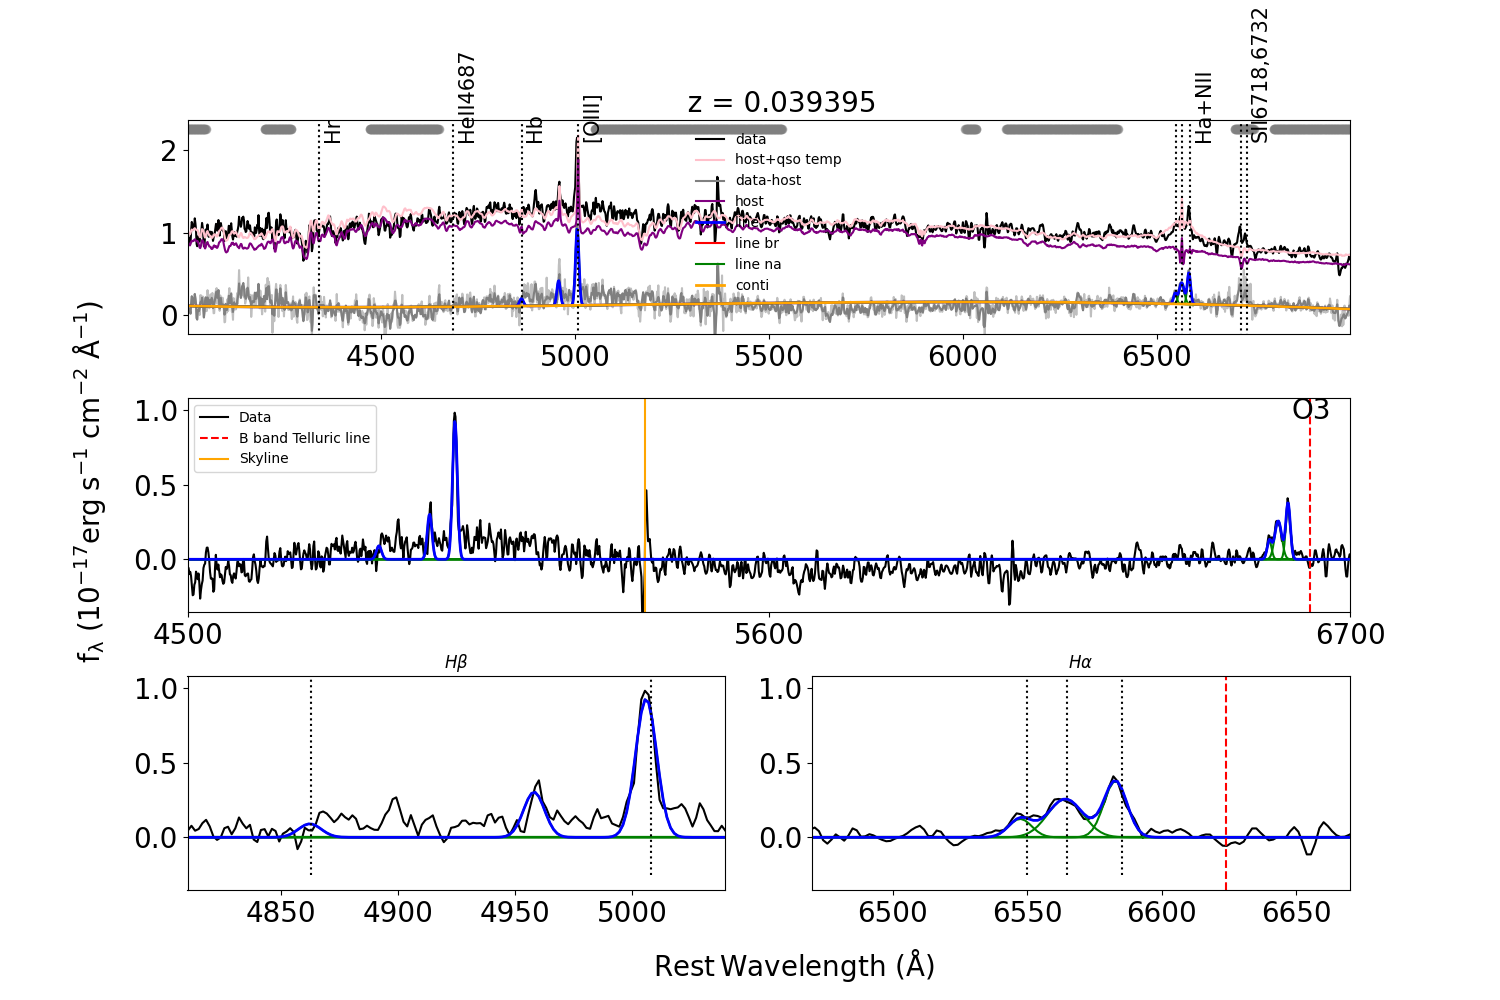 z = 0.039395
Hr
HeII4687
Hb
[OIII]
Ha+NII
SII6718,6732
data
host+qso temp
data-host
host
line
line br
line na
conti
2
1
0
4500 5000 5500 6000 6500
fλ (10⁻¹⁷erg s⁻¹ cm⁻² Å⁻¹)
Data
B band Telluric line
Skyline
O3
1.0
0.5
0.0
4500 5600 6700
Hβ
1.0
0.5
0.0
4850 4900 4950 5000
Hα
1.0
0.5
0.0
6500 6550 6600 6650
Rest Wavelength (Å)